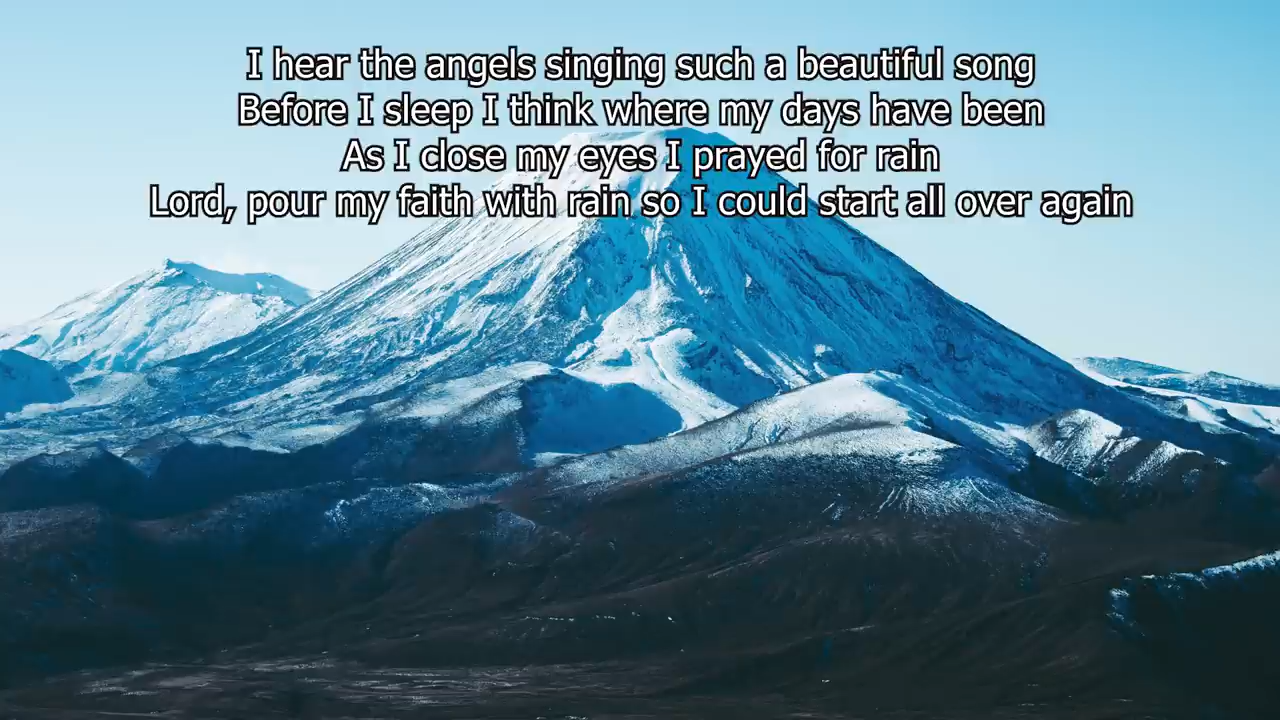 I hear the angels singing such a beautiful song
Before I sleep I think where my days have been
As I close my eyes I prayed for rain
Lord, pour my faith with rain so I could start all over again